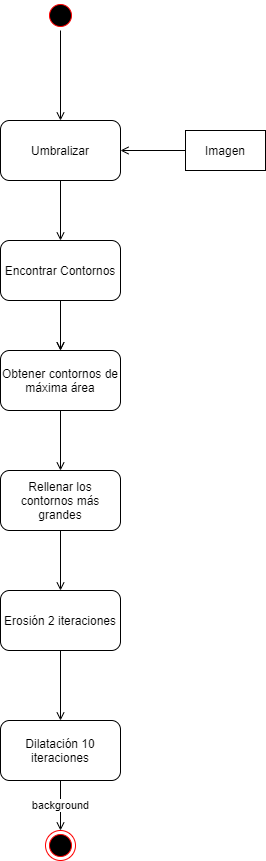 Umbralizar
Imagen
Encontrar Contornos
Obtener contornos de
máxima área
Rellenar los
contornos más
grandes
Erosión 2 iteraciones
Dilatación 10
iteraciones
background